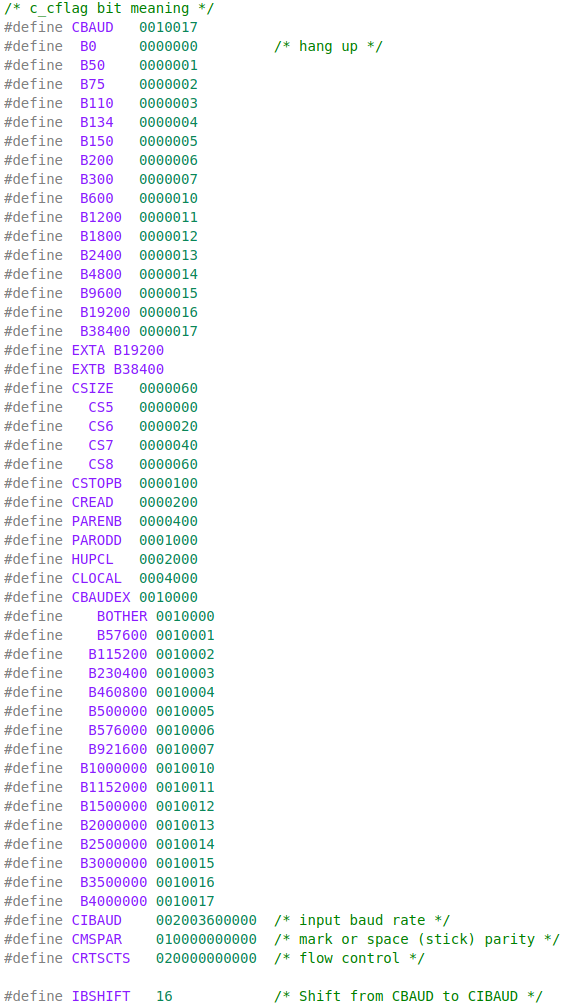 /* c_cflag bit meaning */
#define CBAUD   0010017
#define  B0     0000000         /* hang up */
#define  B50    0000001
#define  B75    0000002
#define  B110   0000003
#define  B134   0000004
#define  B150   0000005
#define  B200   0000006
#define  B300   0000007
#define  B600   0000010
#define  B1200  0000011
#define  B1800  0000012
#define  B2400  0000013
#define  B4800  0000014
#define  B9600  0000015
#define  B19200 0000016
#define  B38400 0000017
#define EXTA B19200
#define EXTB B38400
#define CSIZE   0000060
#define   CS5   0000000
#define   CS6   0000020
#define   CS7   0000040
#define   CS8   0000060
#define CSTOPB  0000100
#define CREAD   0000200
#define PARENB  0000400
#define PARODD  0001000
#define HUPCL   0002000
#define CLOCAL  0004000
#define CBAUDEX 0010000
#define    BOTHER 0010000
#define    B57600 0010001
#define   B115200 0010002
#define   B230400 0010003
#define   B460800 0010004
#define   B500000 0010005
#define   B576000 0010006
#define   B921600 0010007
#define  B1000000 0010010
#define  B1152000 0010011
#define  B1500000 0010012
#define  B2000000 0010013
#define  B2500000 0010014
#define  B3000000 0010015
#define  B3500000 0010016
#define  B4000000 0010017
#define CIBAUD    002003600000  /* input baud rate */
#define CMSPAR    010000000000  /* mark or space (stick) parity */
#define CRTSCTS   020000000000  /* flow control */

#define IBSHIFT   16            /* Shift from CBAUD to CIBAUD */